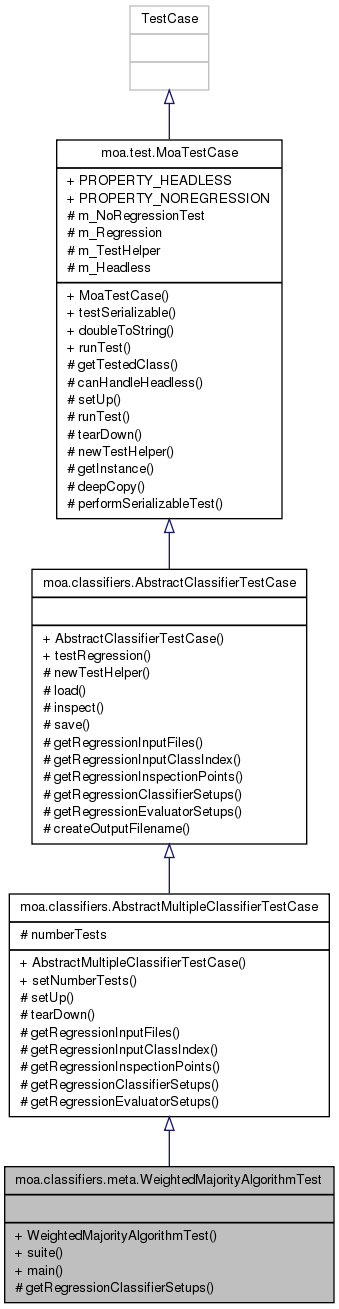 TestCase
moa.test.MoaTestCase
+ PROPERTY_HEADLESS
+ PROPERTY_NOREGRESSION
# m_NoRegressionTest
# m_Regression
# m_TestHelper
# m_Headless
+ MoaTestCase()
+ testSerializable()
+ doubleToString()
+ runTest()
# getTestedClass()
# canHandleHeadless()
# setUp()
# runTest()
# tearDown()
# newTestHelper()
# getInstance()
# deepCopy()
# performSerializableTest()
moa.classifiers.AbstractClassifierTestCase
+ AbstractClassifierTestCase()
+ testRegression()
# newTestHelper()
# load()
# inspect()
# save()
# getRegressionInputFiles()
# getRegressionInputClassIndex()
# getRegressionInspectionPoints()
# getRegressionClassifierSetups()
# getRegressionEvaluatorSetups()
# createOutputFilename()
moa.classifiers.AbstractMultipleClassifierTestCase
# numberTests
+ AbstractMultipleClassifierTestCase()
+ setNumberTests()
# setUp()
# tearDown()
# getRegressionInputFiles()
# getRegressionInputClassIndex()
# getRegressionInspectionPoints()
# getRegressionClassifierSetups()
# getRegressionEvaluatorSetups()
moa.classifiers.meta.WeightedMajorityAlgorithmTest
+ WeightedMajorityAlgorithmTest()
+ suite()
+ main()
# getRegressionClassifierSetups()